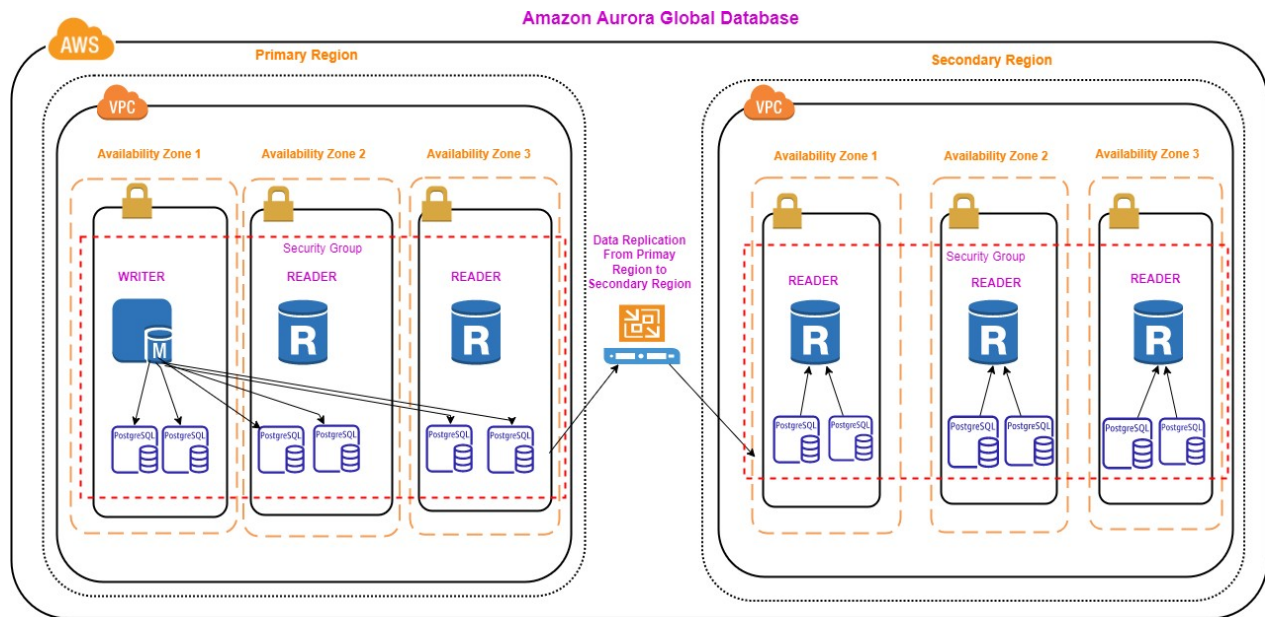 Amazon Aurora Global Database
AWS
Primary Region
Secondary Region
VPC
VPC
Availability Zone 1
Availability Zone 2
Availability Zone 3
Availability Zone 1
Availability Zone 2
Availability Zone 3
Security Group
Data Replication
From Primay
Region to
Secondary Region
Security Group
WRITER
READER
READER
READER
READER
READER
M
R
R
R
R
R
PostgreSQL
PostgreSQL
PostgreSQL
PostgreSQL
PostgreSQL
PostgreSQL
PostgreSQL
PostgreSQL
PostgreSQL
PostgreSQL
PostgreSQL
PostgreSQL